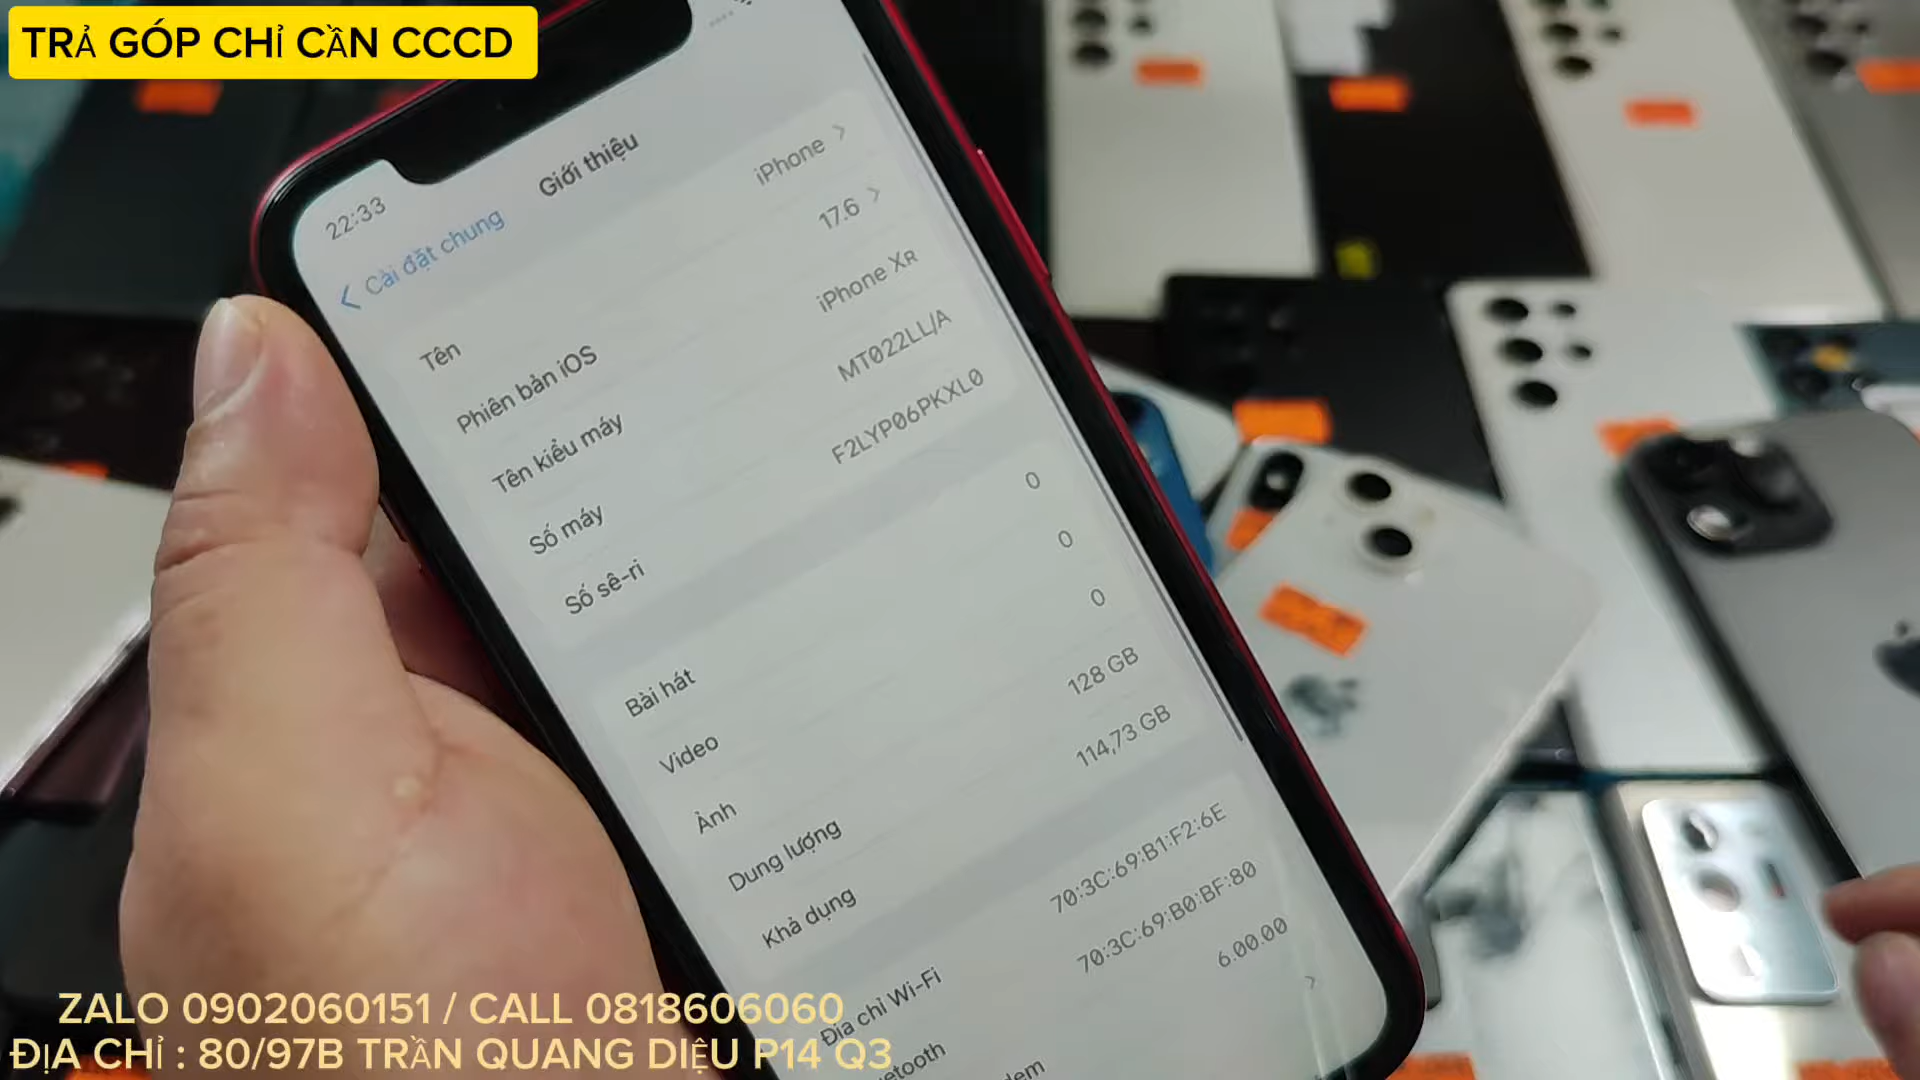 TRẢ GÓP CHỈ CẦN CCCD
22:33
Cài đặt chung
Giới thiệu
Tên iPhone
Phiên bản iOS 17.6
Tên kiểu máy iPhone XR
Số máy MT022LL/A
Số sê-ri F2LYP06PKXL0
Bài hát 0
Video 0
Ảnh 0
Dung lượng 128 GB
Khả dụng 114,73 GB
Địa chỉ Wi-Fi 70:3C:69:B1:F2:6E
etooth 70:3C:69:B0:BF:80
dem 6.00.00
ZALO 0902060151 / CALL 0818606060
ĐỊA CHỈ : 80/97B TRẦN QUANG DIỆU P14 Q3